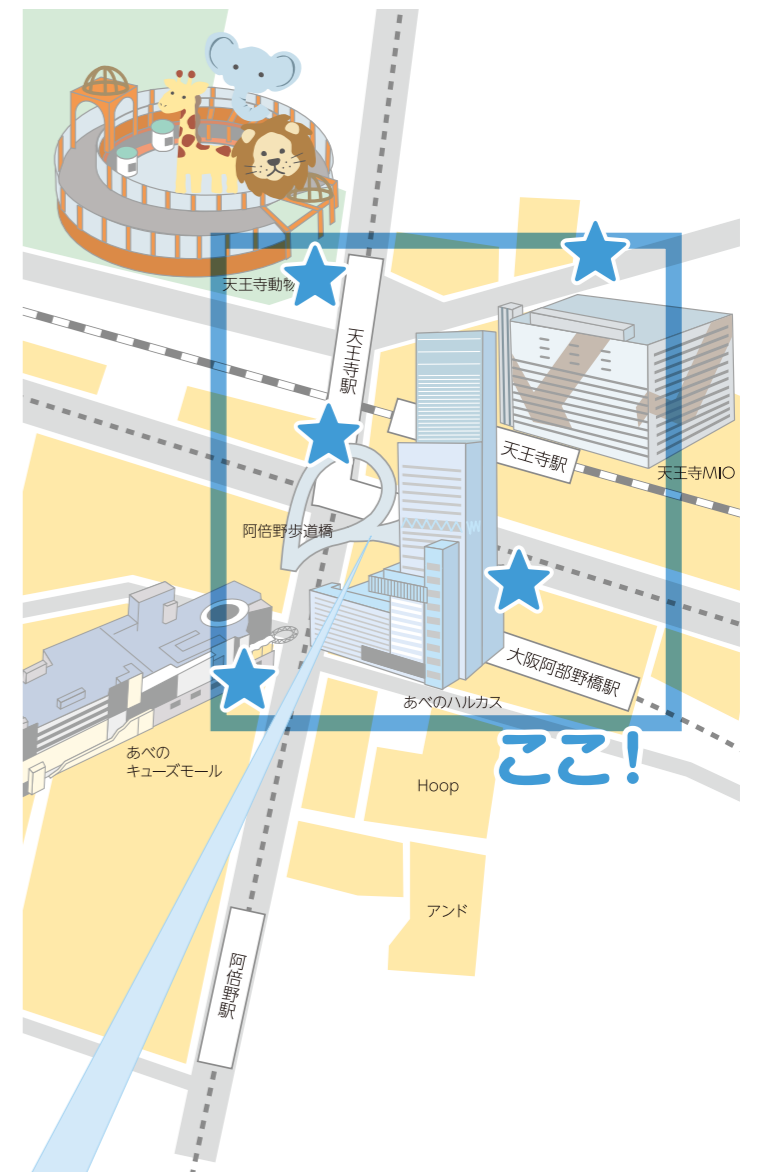 天王寺動物
天王寺駅
天王寺駅
天王寺MIO
阿倍野歩道橋
大阪阿部野橋駅
あべのハルカス
ここ！
あべの
キューズモール
Hoop
アンド
阿倍野駅